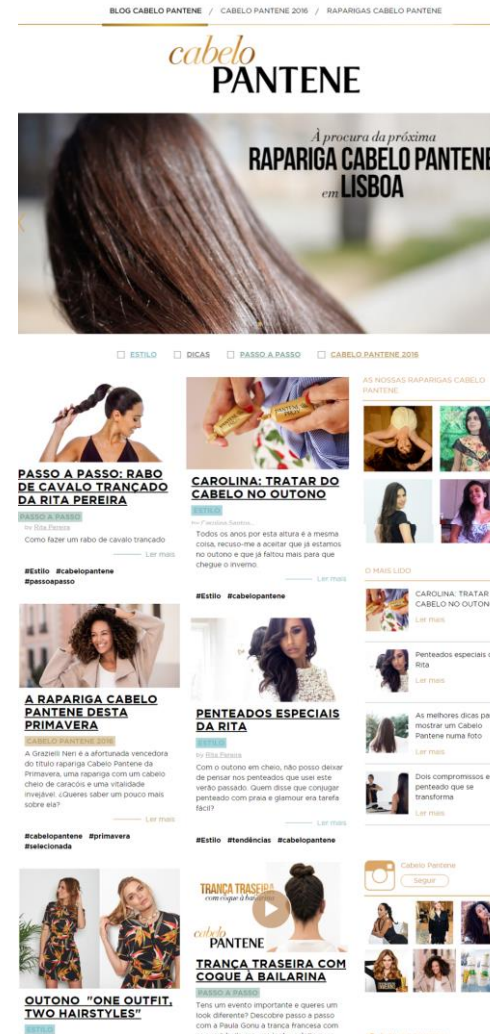 BLOG CABELO PANTENE / CABELO PANTENE 2016 / RAPARIGAS CABELO PANTENE
cabelo
PANTENE
À procura da próxima
RAPARIGA CABELO PANTENE
em LISBOA
ESTILO DICAS PASSO A PASSO CABELO PANTENE 2016
PASSO A PASSO: RABO
DE CAVALO TRANÇADO
DA RITA PEREIRA
PASSO A PASSO
by Rita Pereira
Como fazer um rabo de cavalo trancado
Ler mais
#Estilo #cabelopantene
#passoapasso
CAROLINA: TRATAR DO
CABELO NO OUTONO
ESTILO
by Carolina Santos...
Todos os anos por esta altura é a mesma
coisa, recuso-me a aceitar que já estamos
no outono e que já faltou mais para que
chegue o inverno.
Ler mais
#Estilo #cabelopantene
A RAPARIGA CABELO
PANTENE DESTA
PRIMAVERA
CABELO PANTENE 2016
A Grazielli Neri é a afortunada vencedora
do título rapariga Cabelo Pantene da
Primavera, uma rapariga com um cabelo
cheio de caracóis e uma vitalidade
invejável. ¿Queres saber um pouco mais
sobre ela?
Ler mais
#cabelopantene #primavera
#selecionada
PENTEADOS ESPECIAIS
DA RITA
ESTILO
by Rita Pereira
Com o outono em cheio, não posso deixar
de pensar nos penteados que usei este
verão passado. Quem disse que conjugar
penteado com praia e glamour era tarefa
fácil?
Ler mais
#Estilo #tendências #cabelopantene
OUTONO "ONE OUTFIT,
TWO HAIRSTYLES"
ESTILO
TRANÇA TRASEIRA
com coque à bailarina
cabelo
PANTENE
TRANÇA TRASEIRA COM
COQUE À BAILARINA
PASSO A PASSO
Tens um evento importante e queres um
look diferente? Descobre passo a passo
com a Paula Gonu a trança francesa com
AS NOSSAS RAPARIGAS CABELO
PANTENE
O MAIS LIDO
CAROLINA: TRATAR
CABELO NO OUTON
Ler mais
Penteados especiais
Rita
Ler mais
As melhores dicas pa
mostrar um Cabelo
Pantene numa foto
Ler mais
Dois compromissos e
penteado que se
transforma
Ler mais
Cabelo Pantene
Seguir